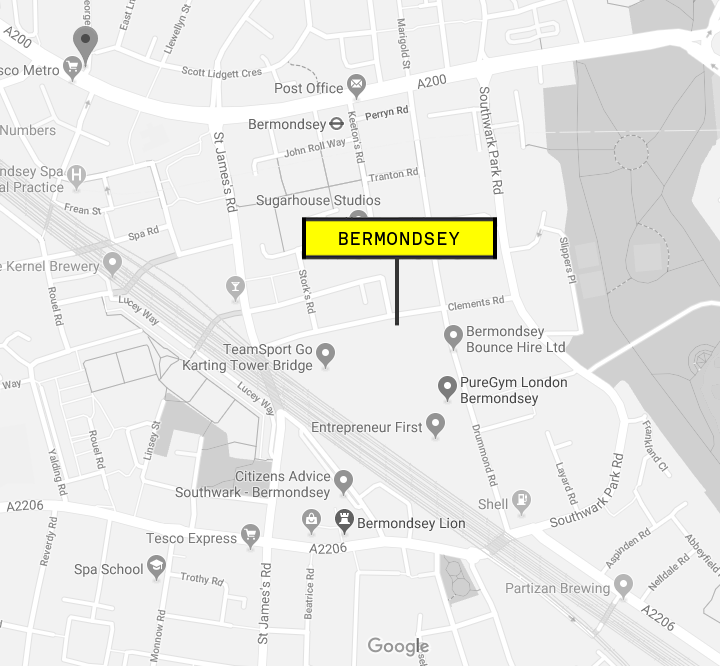 George
East Ln
Llewellyn St
Marigold St
A200
sco Metro
Scott Lidgett Cres
Post Office
A200
Southwark Park Rd
Numbers
Bermondsey
Keeton's Rd
Perryn Rd
St James's Rd
John Roll Way
ndsey Spa
al Practice
H
Tranton Rd
Frean St
Sugarhouse Studios
Spa Rd
BERMONDSEY
e Kernel Brewery
Slippers Pl
Rouel Rd
Lucey Way
Stork's Rd
Clements Rd
Bermondsey
Bounce Hire Ltd
TeamSport Go
Karting Tower Bridge
Way
Lucey Way
PureGym London
Bermondsey
Linsey St
Rouel Rd
Entrepreneur First
Drummond Rd
Frankland Cl
Yalding Rd
Layard Rd
Citizens Advice
Southwark - Bermondsey
Southwark Park Rd
Shell
A2206
Bermondsey Lion
Reverdy Rd
Tesco Express
A2206
Aspinden Rd
Abbeyfield
Nelldale Rd
Spa School
Trothy Rd
St James's Rd
Beatrice Rd
Partizan Brewing
A2206
Monnow Rd
Google